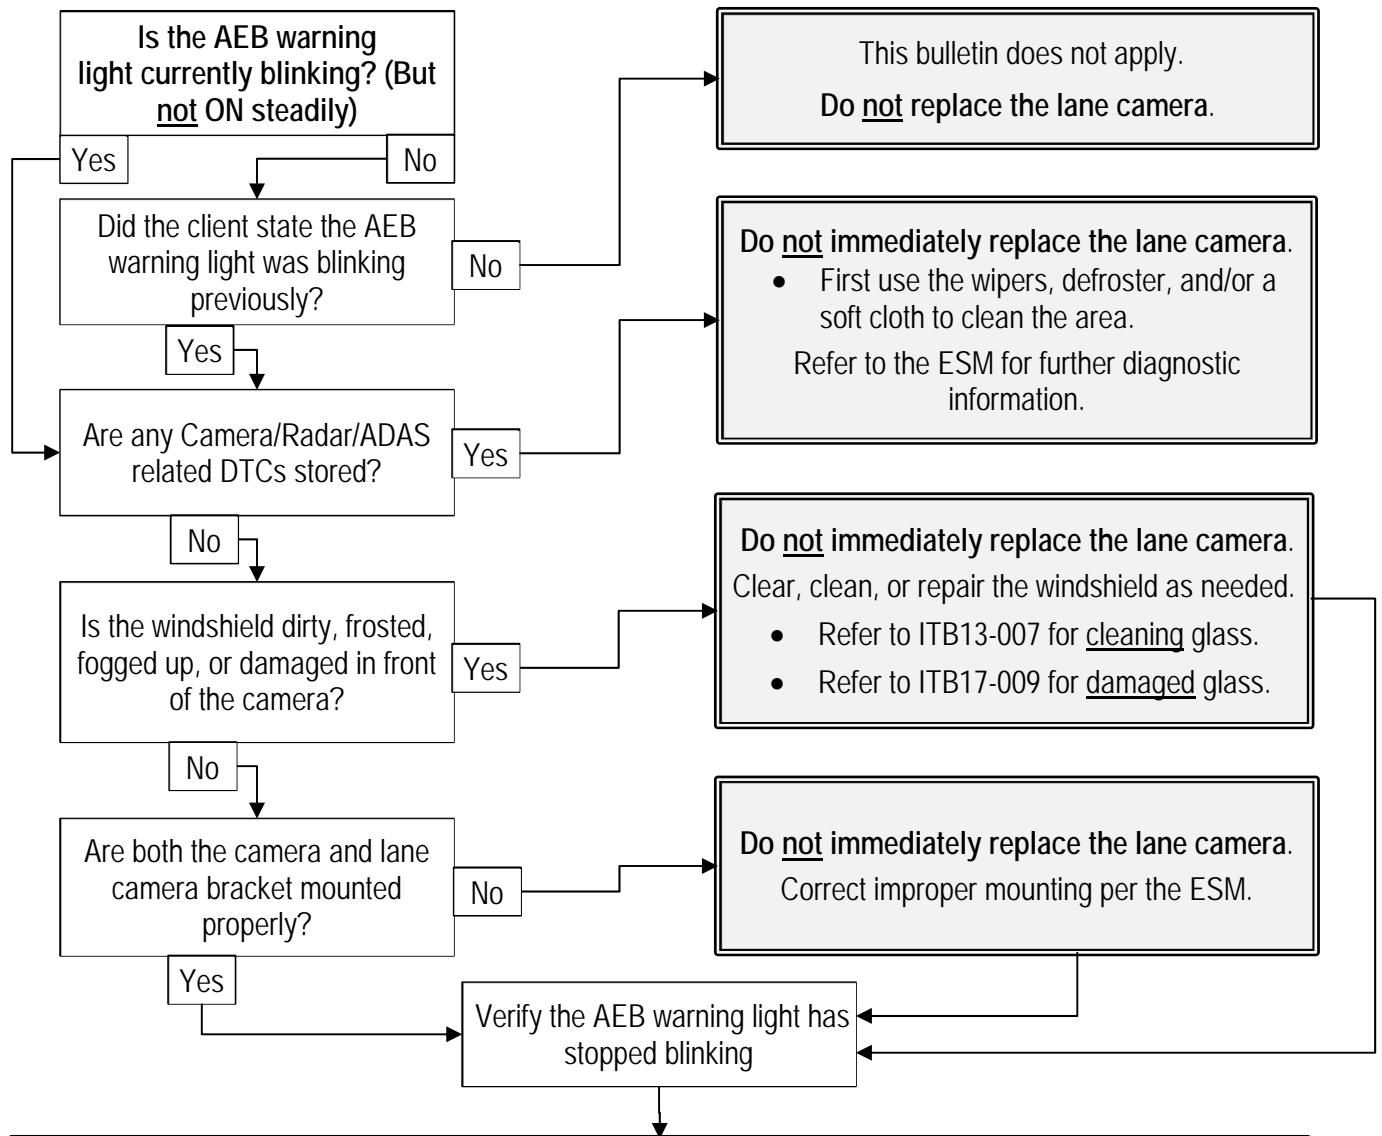 Is the AEB warning
light currently blinking? (But
not ON steadily)
Yes
No
This bulletin does not apply.
Do not replace the lane camera.
Did the client state the AEB
warning light was blinking
previously?
No
Yes
Do not immediately replace the lane camera.
• First use the wipers, defroster, and/or a
soft cloth to clean the area.
Refer to the ESM for further diagnostic
information.
Are any Camera/Radar/ADAS
related DTCs stored?
Yes
No
Do not immediately replace the lane camera.
Clear, clean, or repair the windshield as needed.
• Refer to ITB13-007 for cleaning glass.
• Refer to ITB17-009 for damaged glass.
Is the windshield dirty, frosted,
fogged up, or damaged in front
of the camera?
Yes
No
Do not immediately replace the lane camera.
Correct improper mounting per the ESM.
Are both the camera and lane
camera bracket mounted
properly?
No
Yes
Verify the AEB warning light has
stopped blinking